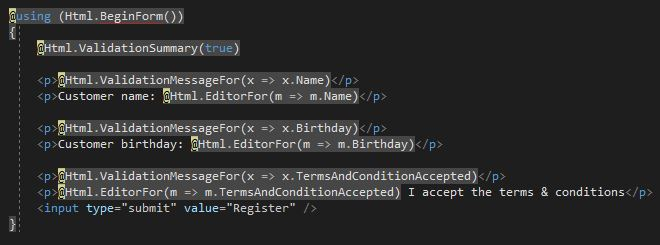 @using (Html.BeginForm())
{
@Html.ValidationSummary(true)
<p>@Html.ValidationMessageFor(x => x.Name)</p>
<p>Customer name: @Html.EditorFor(m => m.Name)</p>
<p>@Html.ValidationMessageFor(x => x.Birthday)</p>
<p>Customer birthday: @Html.EditorFor(m => m.Birthday)</p>
<p>@Html.ValidationMessageFor(x => x.TermsAndConditionAccepted)</p>
<p>@Html.EditorFor(m => m.TermsAndConditionAccepted) I accept the terms & conditions</p>
<input type="submit" value="Register" />
}